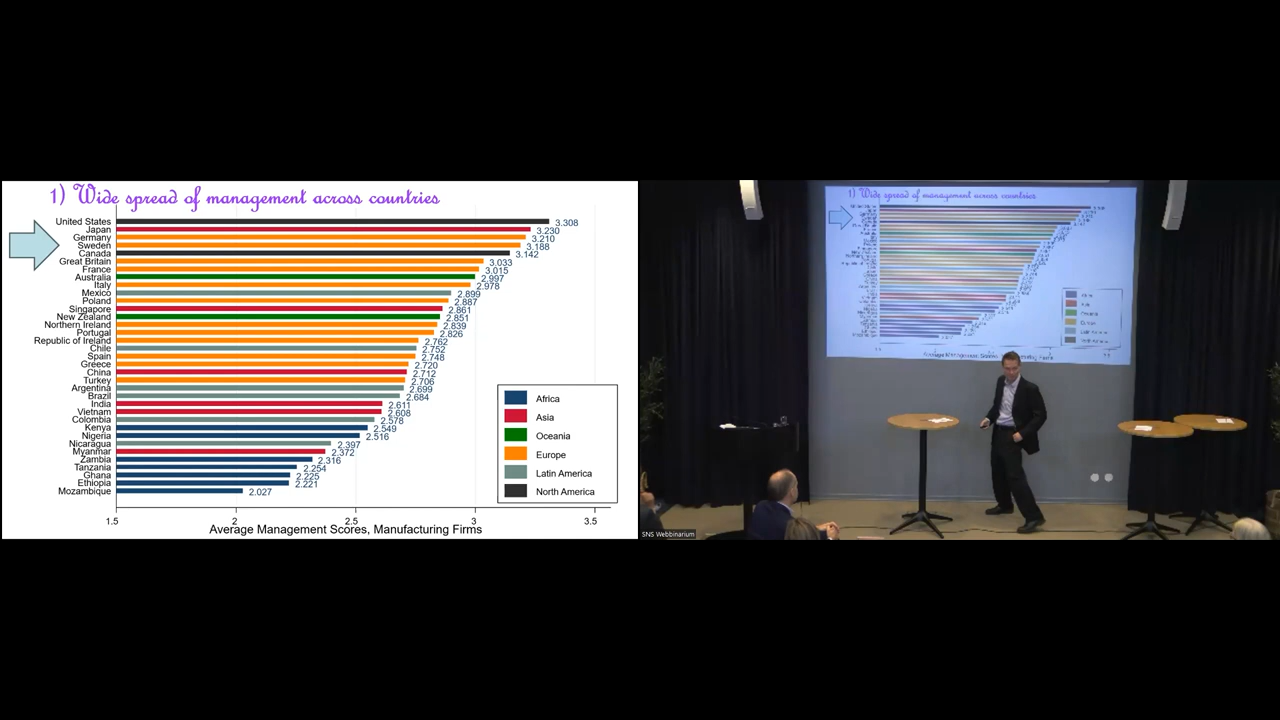 1) Wide spread of management across countries
United States 3.308
Japan 3.230
Germany 3.210
Sweden 3.188
Canada 3.142
Great Britain 3.033
France 3.015
Australia 2.997
Italy 2.978
Mexico 2.899
Poland 2.887
Singapore 2.861
New Zealand 2.851
Northern Ireland 2.839
Portugal 2.826
Republic of Ireland 2.762
Chile 2.752
Spain 2.748
Greece 2.720
China 2.712
Turkey 2.706
Argentina 2.699
Brazil 2.684
India 2.611
Vietnam 2.608
Colombia 2.578
Kenya 2.549
Nigeria 2.516
Nicaragua 2.397
Myanmar 2.372
Zambia 2.316
Tanzania 2.254
Ghana 2.225
Ethiopia 2.221
Mozambique 2.027
Africa
Asia
Oceania
Europe
Latin America
North America
1.5 2 2.5 3 3.5
Average Management Scores, Manufacturing Firms
1) Wide spread of management across countries
Average Management Scores, Manufacturing Firms
SNS Webbinarium